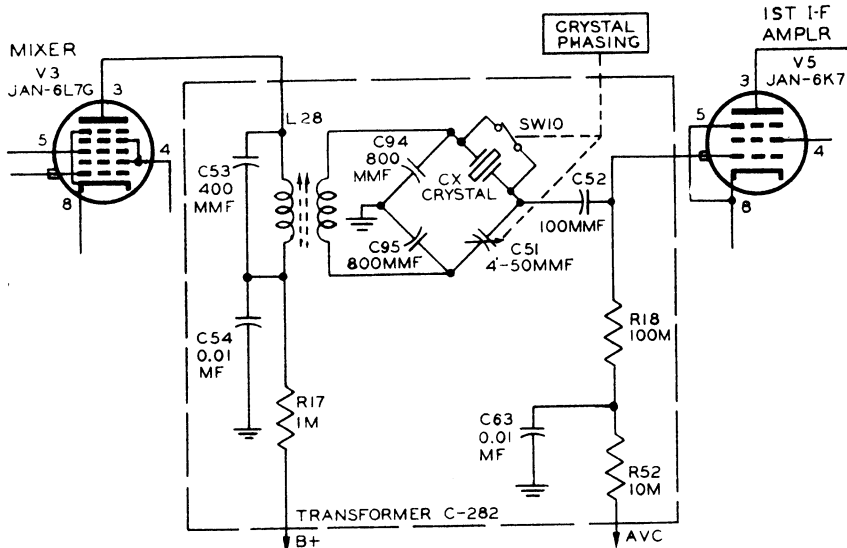 CRYSTAL
PHASING
1ST I-F
AMPLR
V5
JAN-6K7
MIXER
V3
JAN-6L7G
3
3
5
4
8
5
4
8
L28
C53
400
MMF
C94
800
MMF
SW10
CX
CRYSTAL
C52
100MMF
C95
800MMF
C51
4-50MMF
C54
0.01
MF
R17
1M
R18
100M
C63
0.01
MF
R52
10M
TRANSFORMER C-282
B+
AVC